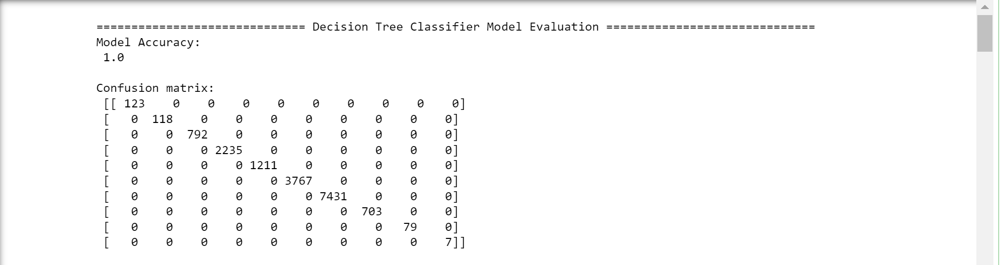 ============================== Decision Tree Classifier Model Evaluation ==============================
Model Accuracy:
 1.0

Confusion matrix:
 [[ 123    0    0    0    0    0    0    0    0    0]
 [   0  118    0    0    0    0    0    0    0    0]
 [   0    0  792    0    0    0    0    0    0    0]
 [   0    0    0 2235    0    0    0    0    0    0]
 [   0    0    0    0 1211    0    0    0    0    0]
 [   0    0    0    0    0 3767    0    0    0    0]
 [   0    0    0    0    0    0 7431    0    0    0]
 [   0    0    0    0    0    0    0  703    0    0]
 [   0    0    0    0    0    0    0    0   79    0]
 [   0    0    0    0    0    0    0    0    0    7]]